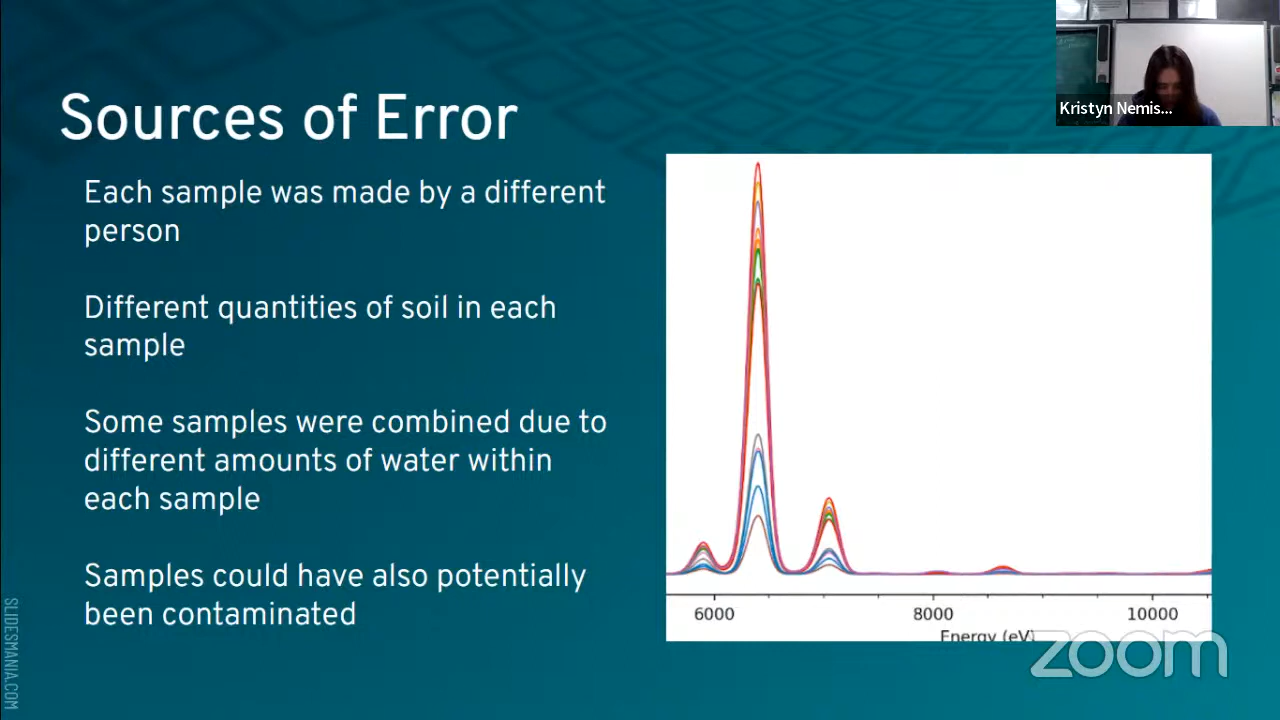 Sources of Error
Kristyn Nemis...
Each sample was made by a different
person
Different quantities of soil in each
sample
Some samples were combined due to
different amounts of water within
each sample
Samples could have also potentially
been contaminated
6000
8000
10000
Energy (eV)
zoom
SLIDESMANIA.COM